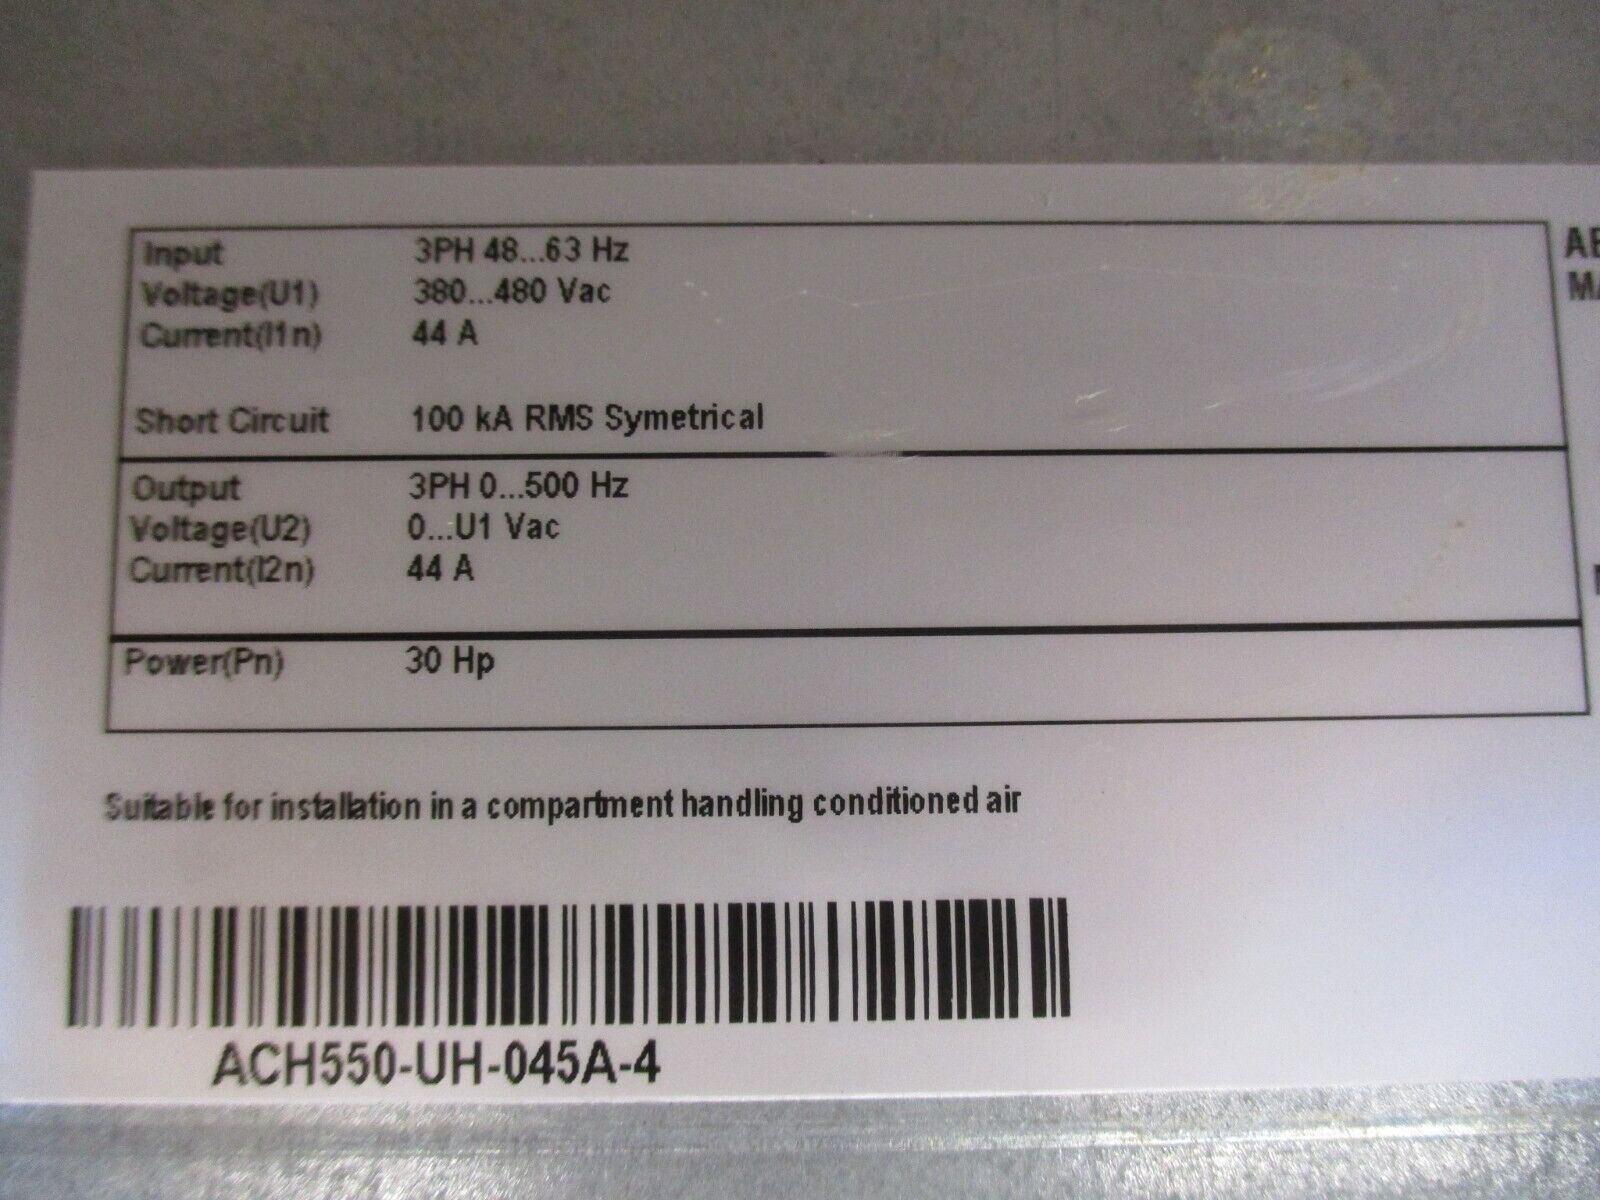 Input 3PH 48...63 Hz
Voltage(U1) 380...480 Vac
Current(I1n) 44 A
Short Circuit 100 kA RMS Symetrical
Output 3PH 0...500 Hz
Voltage(U2) 0...U1 Vac
Current(I2n) 44 A
Power(Pn) 30 Hp
Suitable for installation in a compartment handling conditioned air
ACH550-UH-045A-4